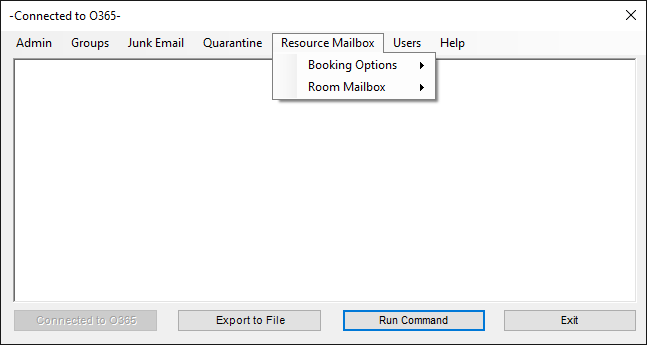 -Connected to O365-
Admin Groups Junk Email Quarantine Resource Mailbox Users Help
Booking Options
Room Mailbox
Connected to O365 Export to File Run Command Exit